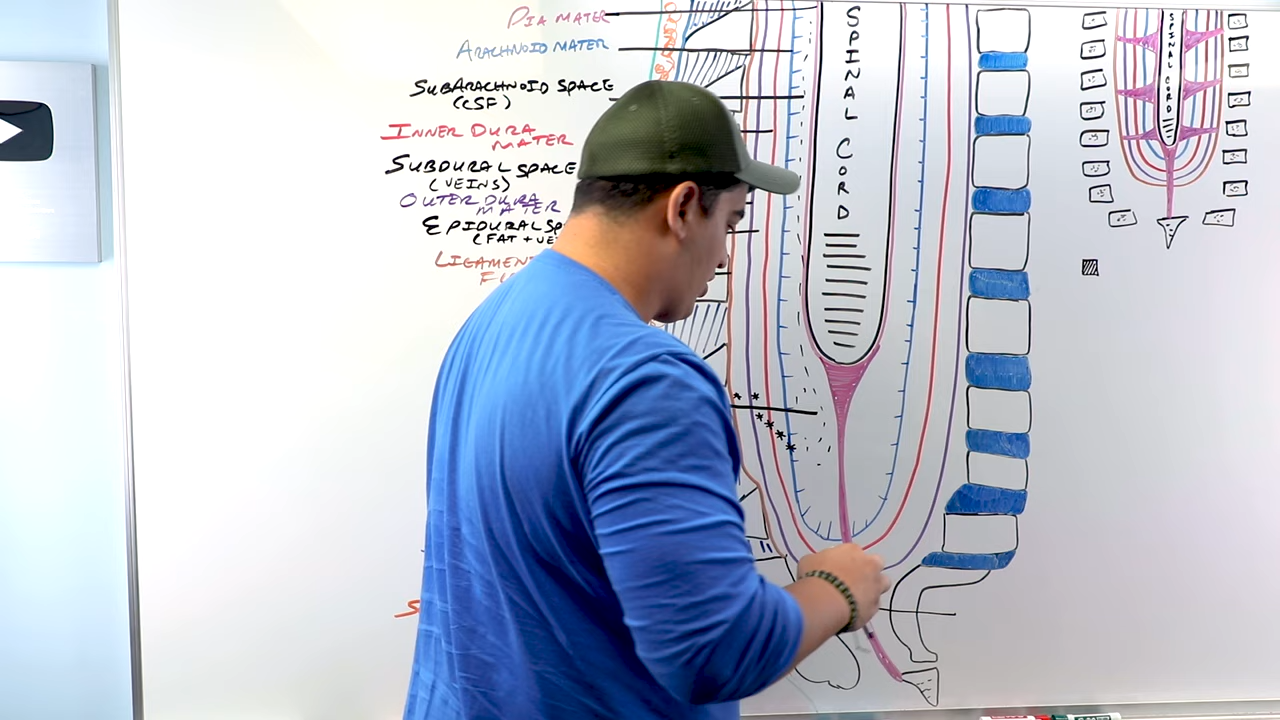 PIA MATER
ARACHNOID MATER
SUBARACHNOID SPACE
(CSF)
INNER DURA
MATER
SUBDURAL SPACE
(VEINS)
OUTER DURA
MATER
EPIDURAL SP
(FAT + VE
LIGAMEN
SPINAL CORD
SPINAL CORD